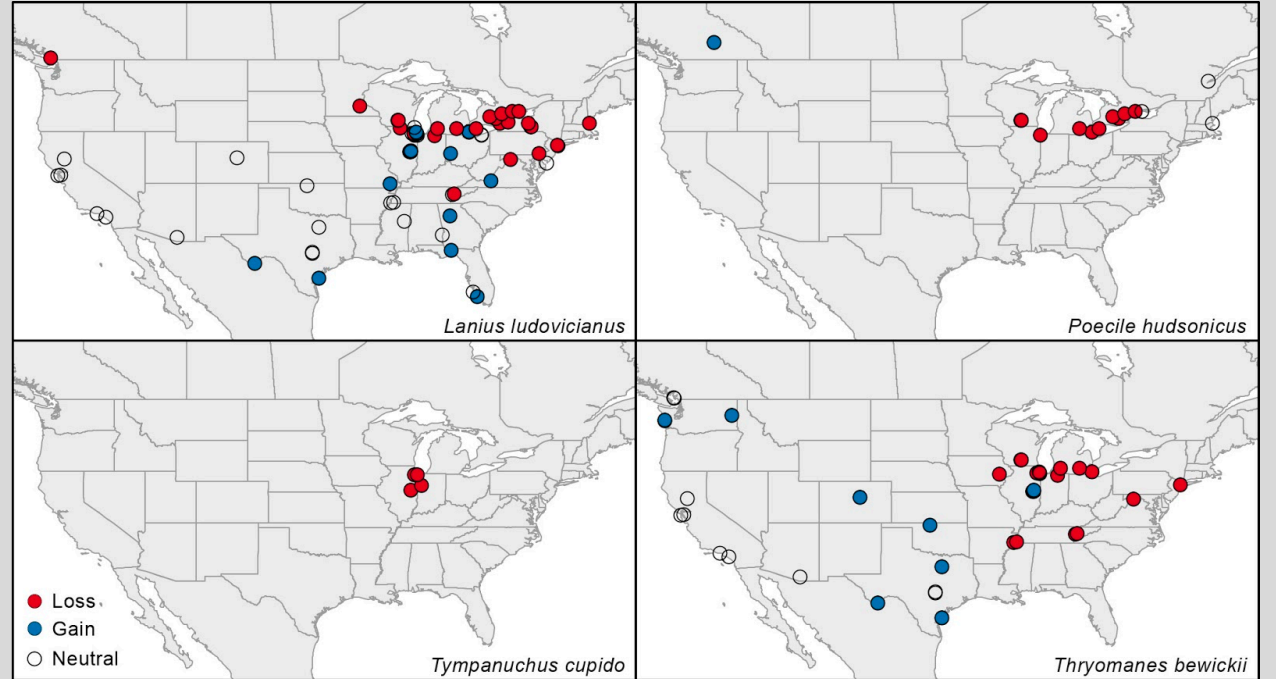 Lanius ludovicianus
Poecile hudsonicus
Loss
Gain
Neutral
Tympanuchus cupido
Thryomanes bewickii